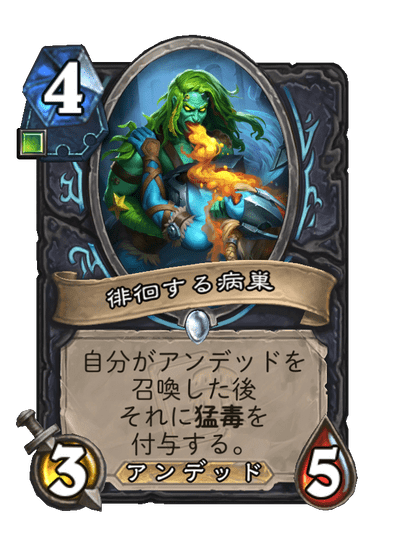 4
徘徊する病巣
自分がアンデッドを
召喚した後
それに猛毒を
付与する。
アンデッド
3
5